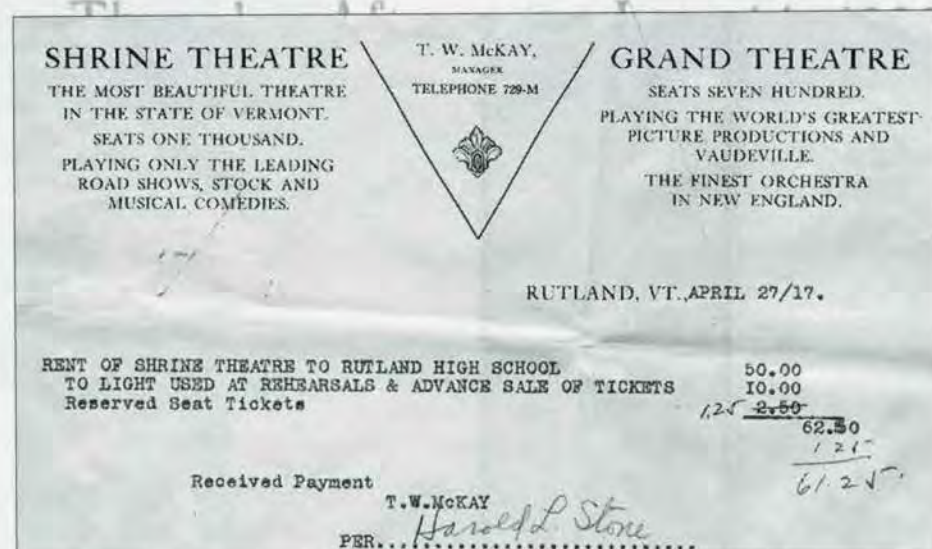 SHRINE THEATRE
THE MOST BEAUTIFUL THEATRE
IN THE STATE OF VERMONT.
SEATS ONE THOUSAND.
PLAYING ONLY THE LEADING
ROAD SHOWS, STOCK AND
MUSICAL COMEDIES.
T. W. McKAY,
MANAGER
TELEPHONE 729-M
GRAND THEATRE
SEATS SEVEN HUNDRED.
PLAYING THE WORLD'S GREATEST
PICTURE PRODUCTIONS AND
VAUDEVILLE.
THE FINEST ORCHESTRA
IN NEW ENGLAND.
RUTLAND, VT., APRIL 27/17.
RENT OF SHRINE THEATRE TO RUTLAND HIGH SCHOOL 50.00
TO LIGHT USED AT REHEARSALS & ADVANCE SALE OF TICKETS I0.00
Reserved Seat Tickets 1,25 2.50
62.50
1 25
61.25.
Received Payment
T.W.McKAY
PER... Harold L. Stone